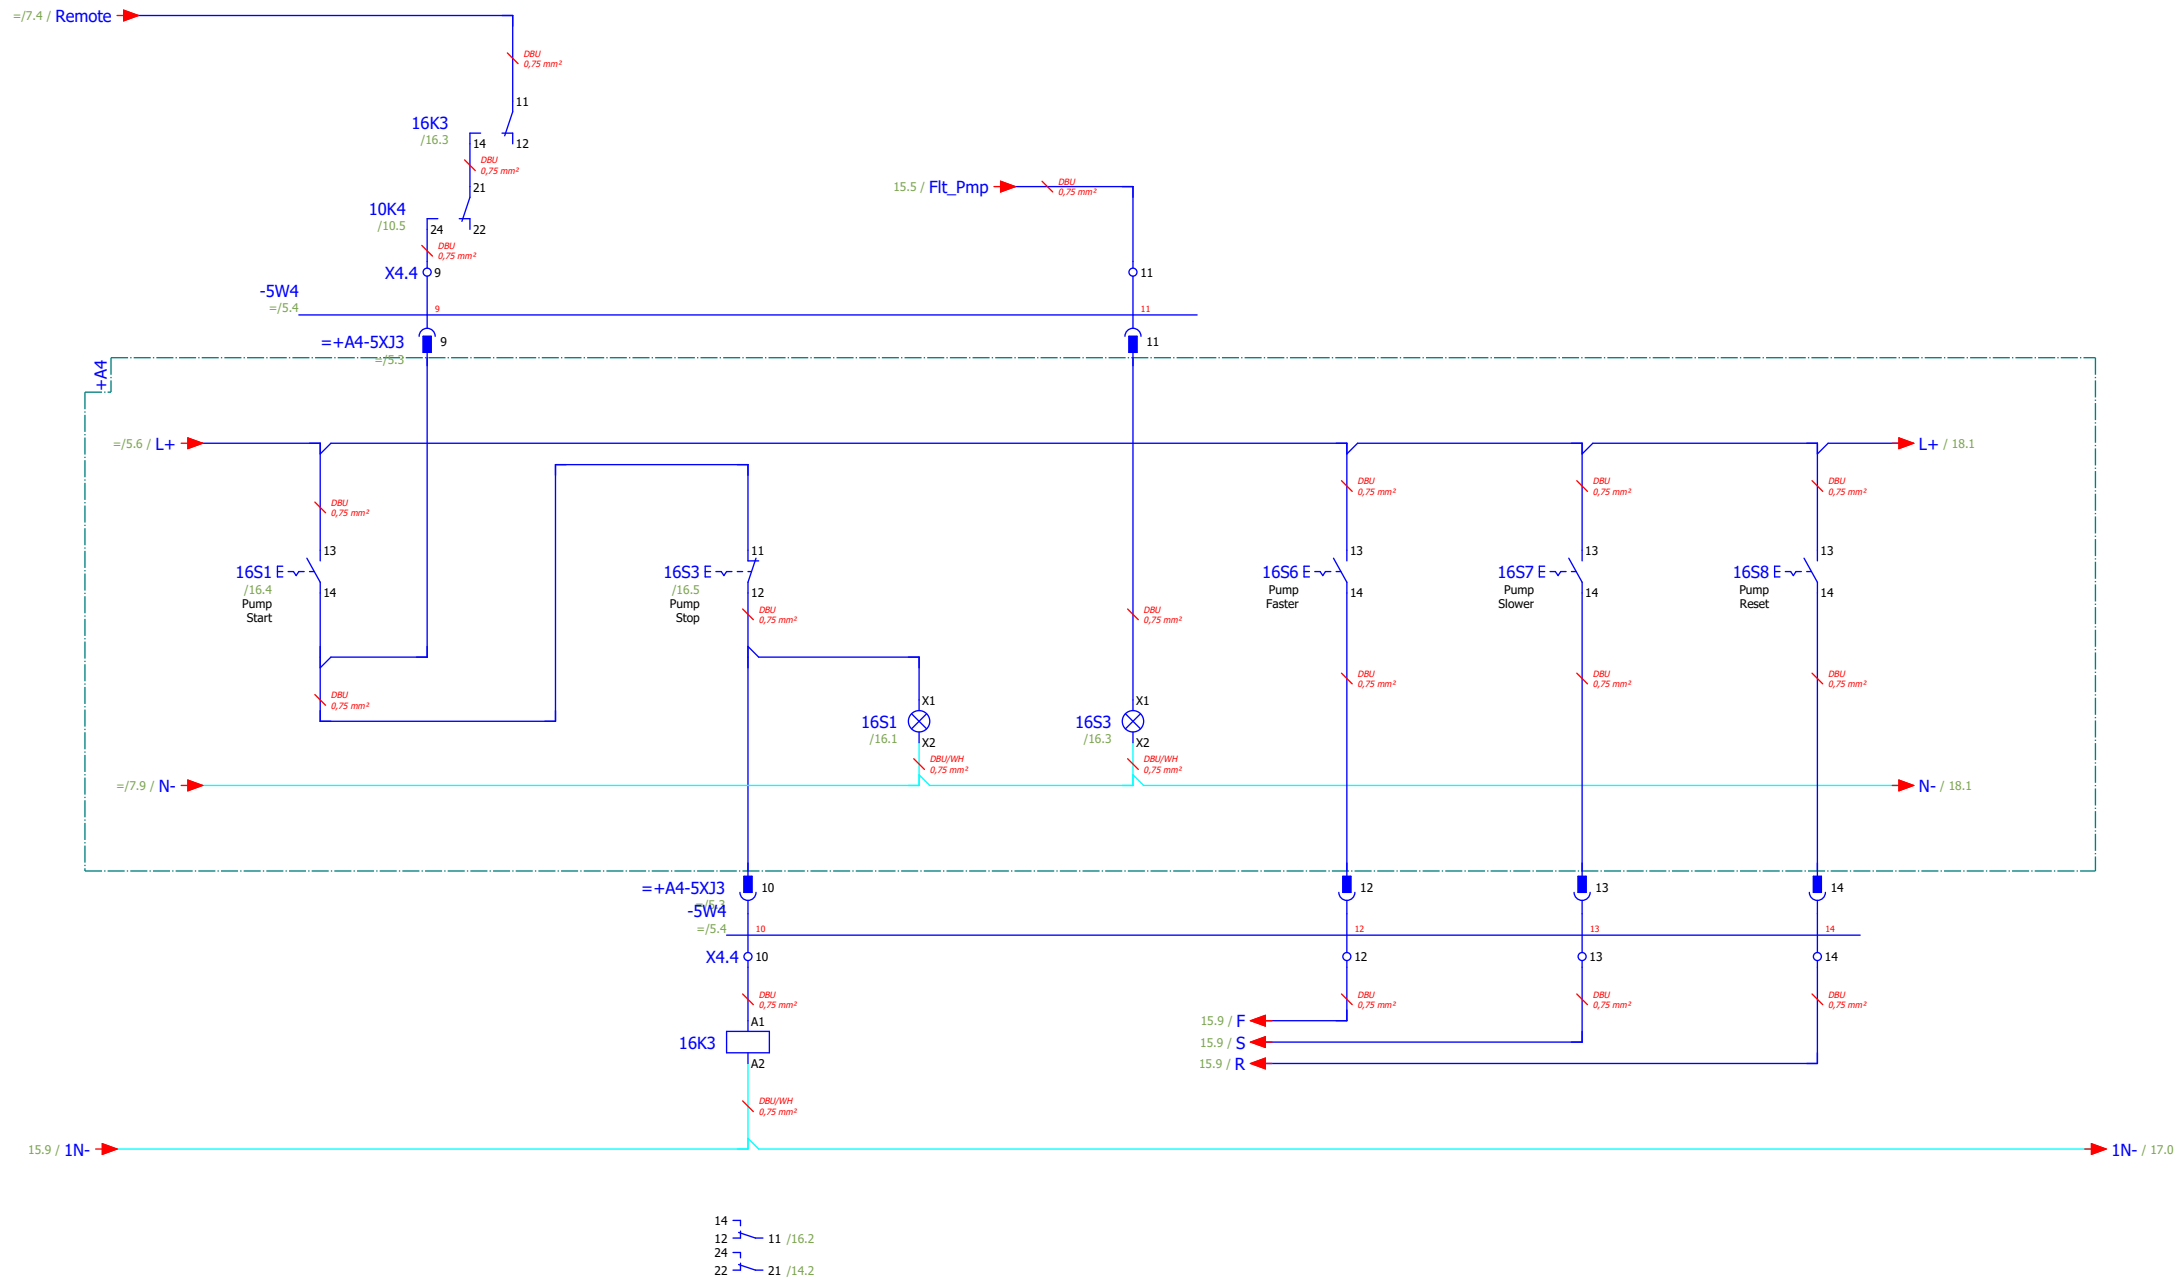 =/7.4 / Remote
DBU
0,75 mm²
11
16K3
/16.3
14
12
DBU
0,75 mm²
21
15.5 / Flt_Pmp
DBU
0,75 mm²
10K4
/10.5
24
22
DBU
0,75 mm²
X4.4
9
11
-5W4
=/5.4
9
11
=+A4-5XJ3
=/5.3
9
11
+A4
=/5.6 / L+
L+ / 18.1
DBU
0,75 mm²
DBU
0,75 mm²
DBU
0,75 mm²
DBU
0,75 mm²
13
16S1
/16.4
Pump
Start
14
11
16S3
/16.5
Pump
Stop
12
DBU
0,75 mm²
DBU
0,75 mm²
13
16S6
Pump
Faster
14
13
16S7
Pump
Slower
14
13
16S8
Pump
Reset
14
DBU
0,75 mm²
DBU
0,75 mm²
DBU
0,75 mm²
DBU
0,75 mm²
X1
16S1
/16.1
X2
DBU/WH
0,75 mm²
X1
16S3
/16.3
X2
DBU/WH
0,75 mm²
=/7.9 / N-
N- / 18.1
=+A4-5XJ3
=/5.3
10
12
13
14
-5W4
=/5.4
10
12
13
14
X4.4
10
12
13
14
DBU
0,75 mm²
DBU
0,75 mm²
DBU
0,75 mm²
DBU
0,75 mm²
A1
16K3
A2
15.9 / F
15.9 / S
15.9 / R
DBU/WH
0,75 mm²
15.9 / 1N-
1N- / 17.0
14
12
11 /16.2
24
22
21 /14.2